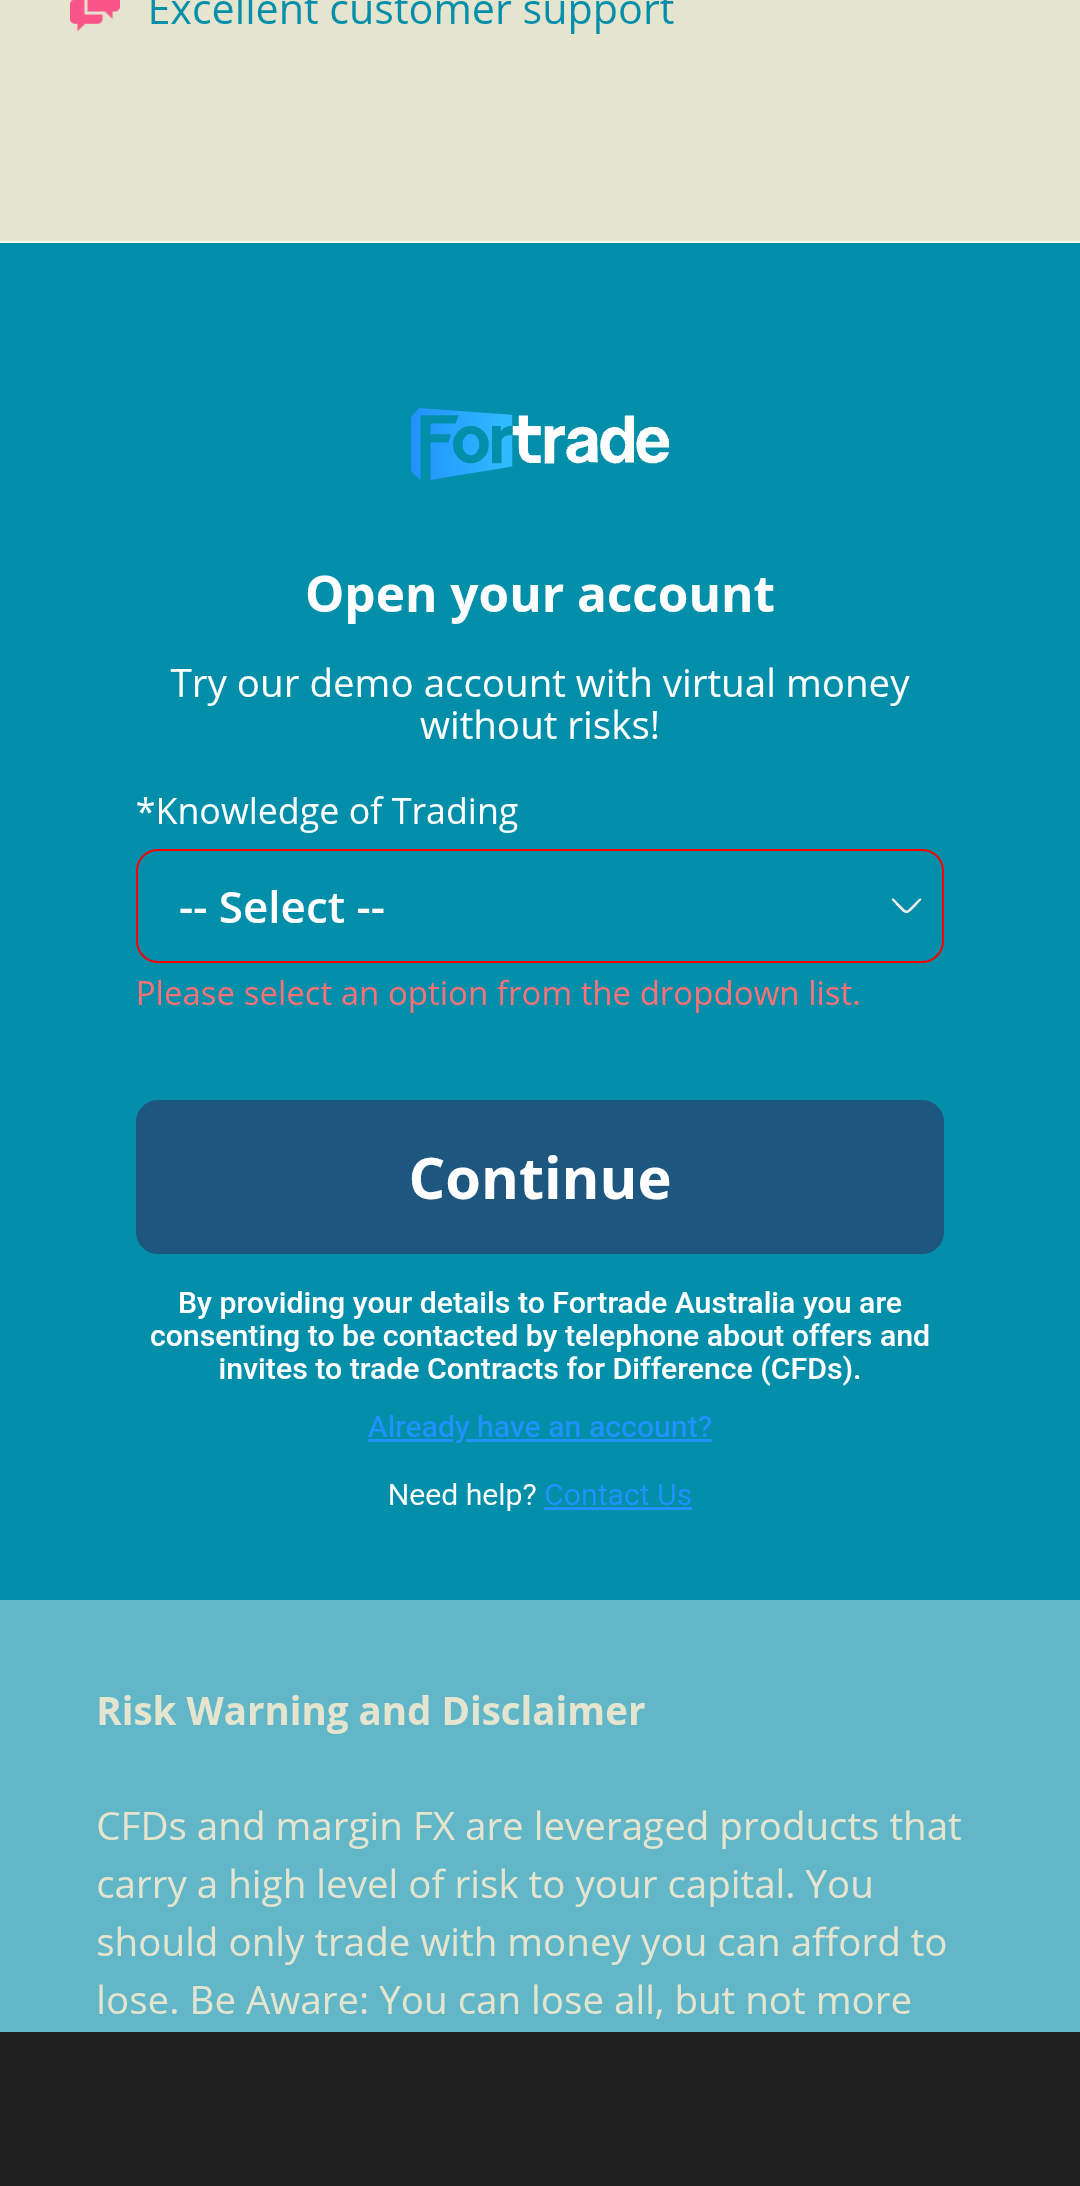 Excellent customer support
Fortrade
Open your account
Try our demo account with virtual money
without risks!
*Knowledge of Trading
-- Select --
Please select an option from the dropdown list.
Continue
By providing your details to Fortrade Australia you are
consenting to be contacted by telephone about offers and
invites to trade Contracts for Difference (CFDs).
Already have an account?
Need help? Contact Us
Risk Warning and Disclaimer
CFDs and margin FX are leveraged products that
carry a high level of risk to your capital. You
should only trade with money you can afford to
lose. Be Aware: You can lose all, but not more